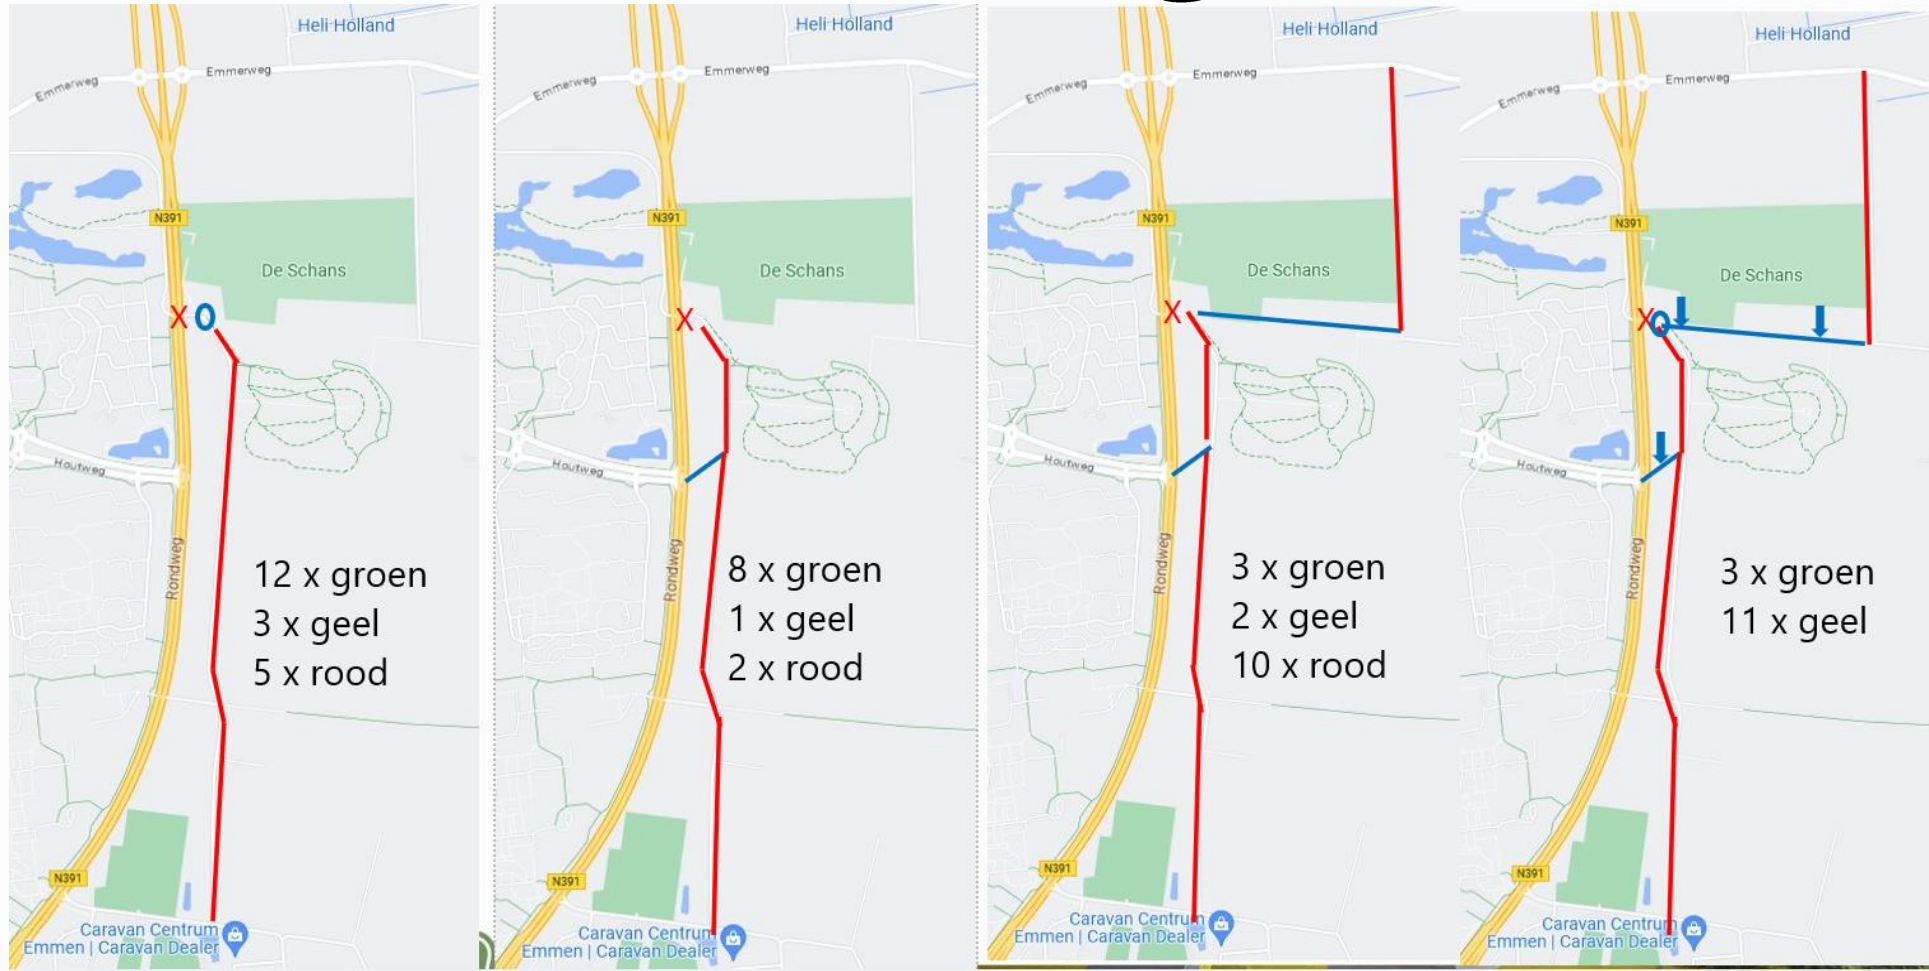 Heli Holland
Emmerweg
Emmerweg
N391
De Schans
X O
Houtweg
Rondweg
12 x groen
3 x geel
5 x rood
N391
Caravan Centrum
Emmen | Caravan Dealer
Heli Holland
Emmerweg
Emmerweg
N391
De Schans
X
Houtweg
Rondweg
8 x groen
1 x geel
2 x rood
N391
Caravan Centrum
Emmen | Caravan Dealer
Heli Holland
Emmerweg
Emmerweg
N391
De Schans
X
Houtweg
Rondweg
3 x groen
2 x geel
10 x rood
N391
Caravan Centrum
Emmen | Caravan Dealer
Heli Holland
Emmerweg
Emmerweg
N391
De Schans
X O
Houtweg
Rondweg
3 x groen
11 x geel
N391
Caravan Centrum
Emmen | Caravan Dealer